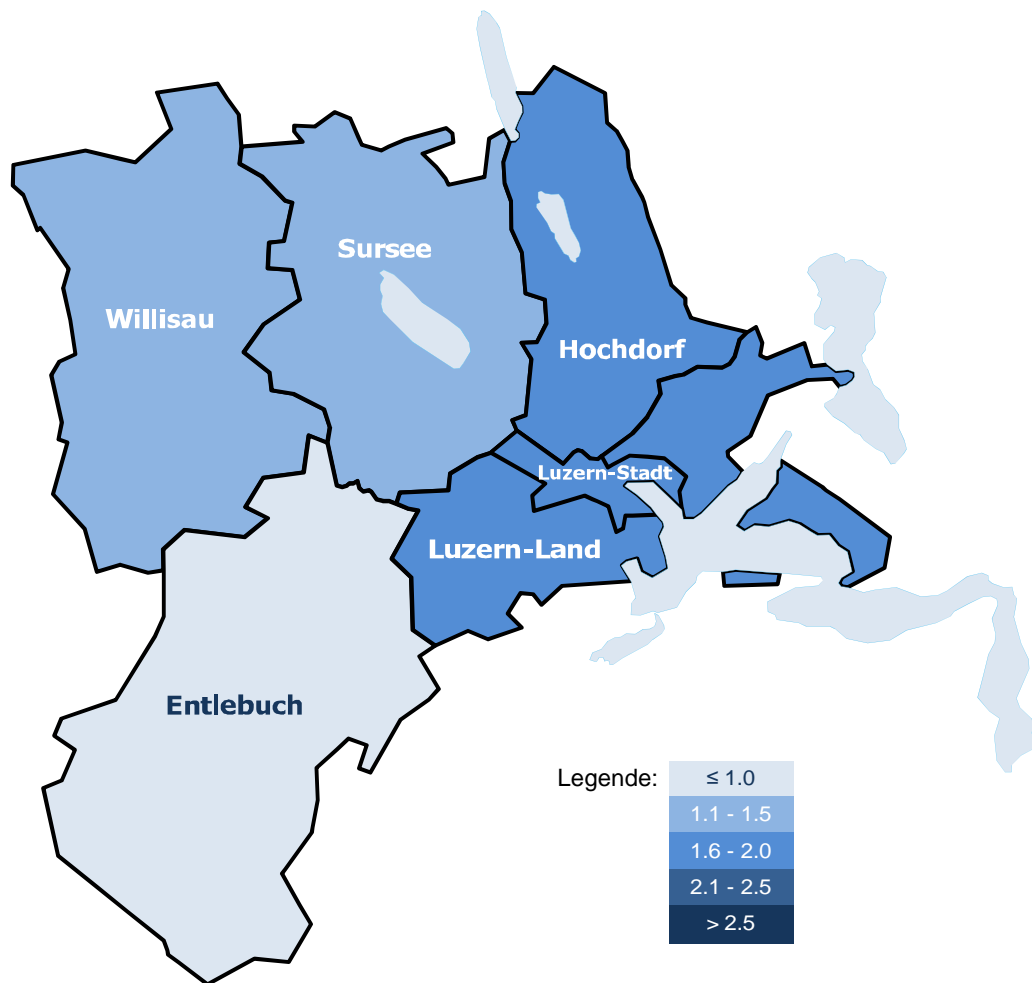 Sursee
Willisau
Hochdorf
Luzern-Stadt
Luzern-Land
Entlebuch
Legende:
≤ 1.0
1.1 - 1.5
1.6 - 2.0
2.1 - 2.5
> 2.5